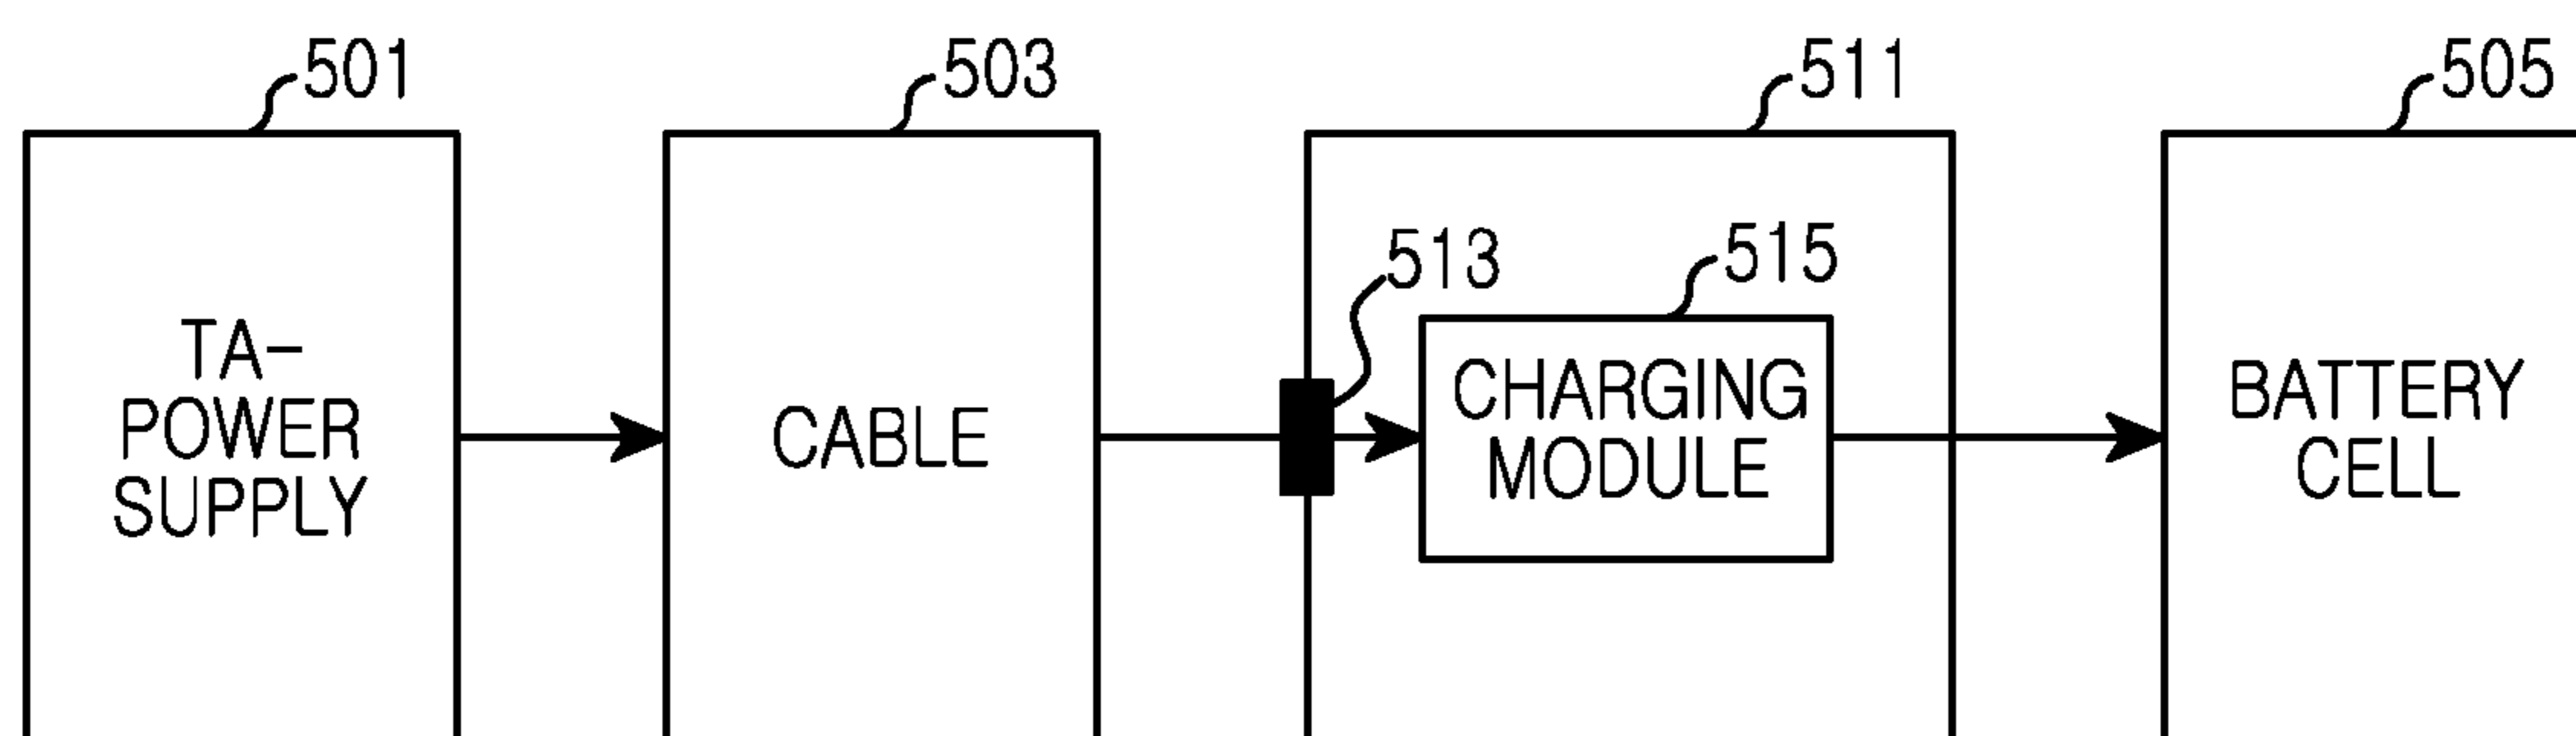 501
503
511
505
513
515
TA-
POWER
SUPPLY
CABLE
CHARGING
MODULE
BATTERY
CELL